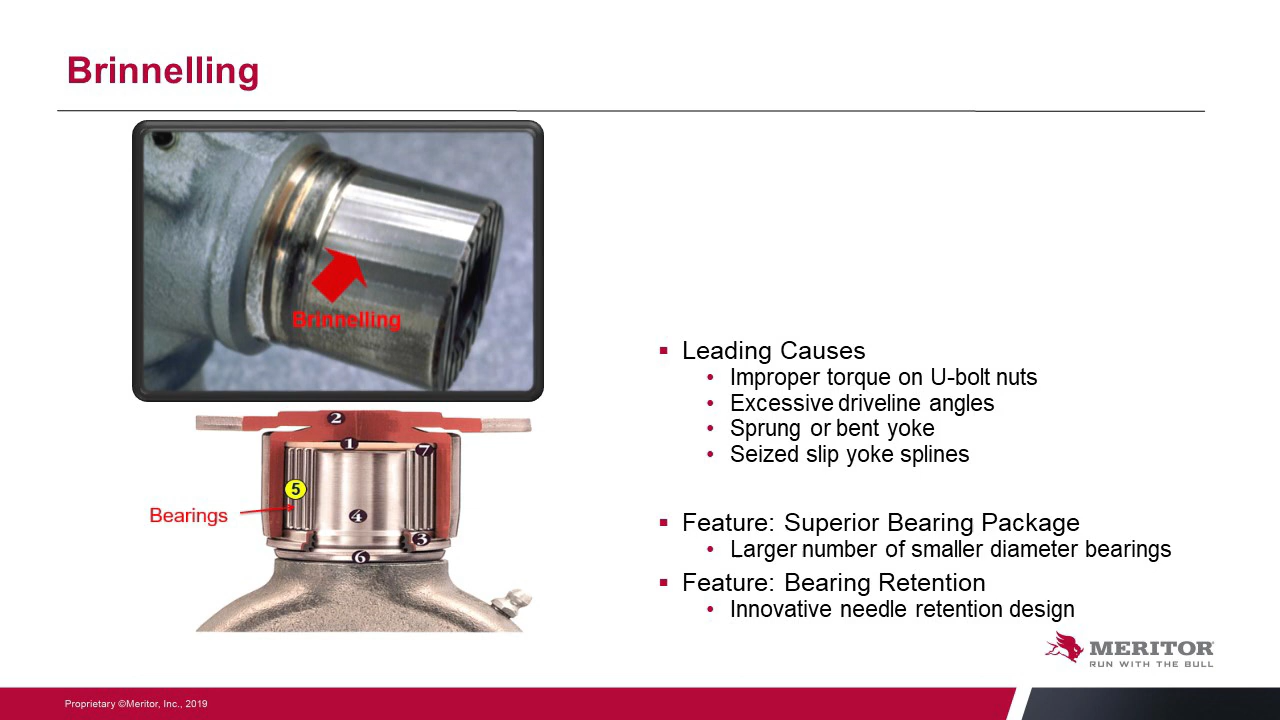 Brinnelling
Brinnelling
2
1
7
5
Bearings
4
3
6
▪ Leading Causes
• Improper torque on U-bolt nuts
• Excessive driveline angles
• Sprung or bent yoke
• Seized slip yoke splines
▪ Feature: Superior Bearing Package
• Larger number of smaller diameter bearings
▪ Feature: Bearing Retention
• Innovative needle retention design
MERITOR
RUN WITH THE BULL
Proprietary ©Meritor, Inc., 2019